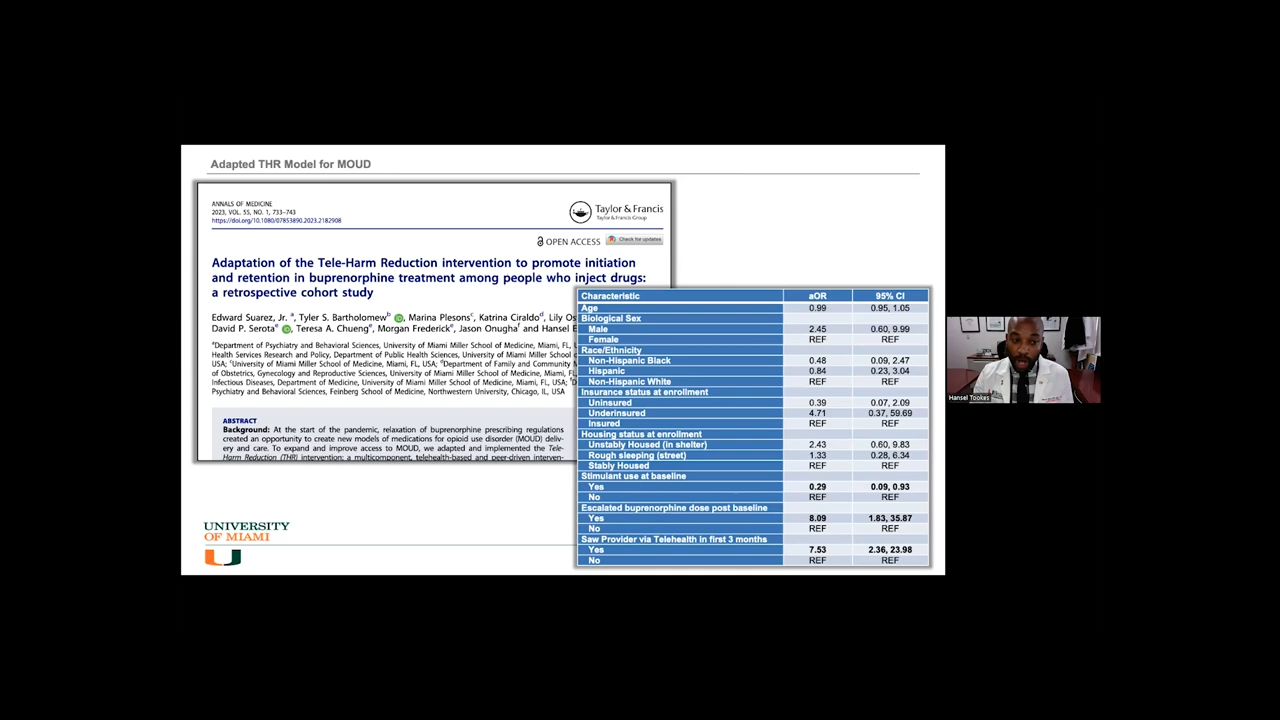 Adapted THR Model for MOUD
ANNALS OF MEDICINE
2023, VOL. 55, NO. 1, 733–743
https://doi.org/10.1080/07853890.2023.2182908
Taylor & Francis
Taylor & Francis Group
OPEN ACCESS
Check for updates
Adaptation of the Tele-Harm Reduction intervention to promote initiation
and retention in buprenorphine treatment among people who inject drugs:
a retrospective cohort study
Edward Suarez, Jr. a, Tyler S. Bartholomew b, Marina Plesons c, Katrina Ciraldo d, Lily Os
David P. Serota e, Teresa A. Chueng e, Morgan Frederick e, Jason Onugha f and Hansel E
a Department of Psychiatry and Behavioral Sciences, University of Miami Miller School of Medicine, Miami, FL,
Health Services Research and Policy, Department of Public Health Sciences, University of Miami Miller School
USA; c University of Miami Miller School of Medicine, Miami, FL, USA; d Department of Family and Community M
of Obstetrics, Gynecology and Reproductive Sciences, University of Miami Miller School of Medicine, Miami, FL
Infectious Diseases, Department of Medicine, University of Miami Miller School of Medicine, Miami, FL, USA; f
Psychiatry and Behavioral Sciences, Feinberg School of Medicine, Northwestern University, Chicago, IL, USA
ABSTRACT
Background: At the start of the pandemic, relaxation of buprenorphine prescribing regulations
created an opportunity to create new models of medications for opioid use disorder (MOUD) deliv-
ery and care. To expand and improve access to MOUD, we adapted and implemented the Tele-
Harm Reduction (THR) intervention: a multicomponent, telehealth-based and peer-driven interven-
Characteristic aOR 95% CI
Age 0.99 0.95, 1.05
Biological Sex
Male 2.45 0.60, 9.99
Female REF REF
Race/Ethnicity
Non-Hispanic Black 0.48 0.09, 2.47
Hispanic 0.84 0.23, 3.04
Non-Hispanic White REF REF
Insurance status at enrollment
Uninsured 0.39 0.07, 2.09
Underinsured 4.71 0.37, 59.69
Insured REF REF
Housing status at enrollment
Unstably Housed (in shelter) 2.43 0.60, 9.83
Rough sleeping (street) 1.33 0.28, 6.34
Stably Housed REF REF
Stimulant use at baseline
Yes 0.29 0.09, 0.93
No REF REF
Escalated buprenorphine dose post baseline
Yes 8.09 1.83, 35.87
No REF REF
Saw Provider via Telehealth in first 3 months
Yes 7.53 2.36, 23.98
No REF REF
UNIVERSITY
OF MIAMI
Hansel Tookes